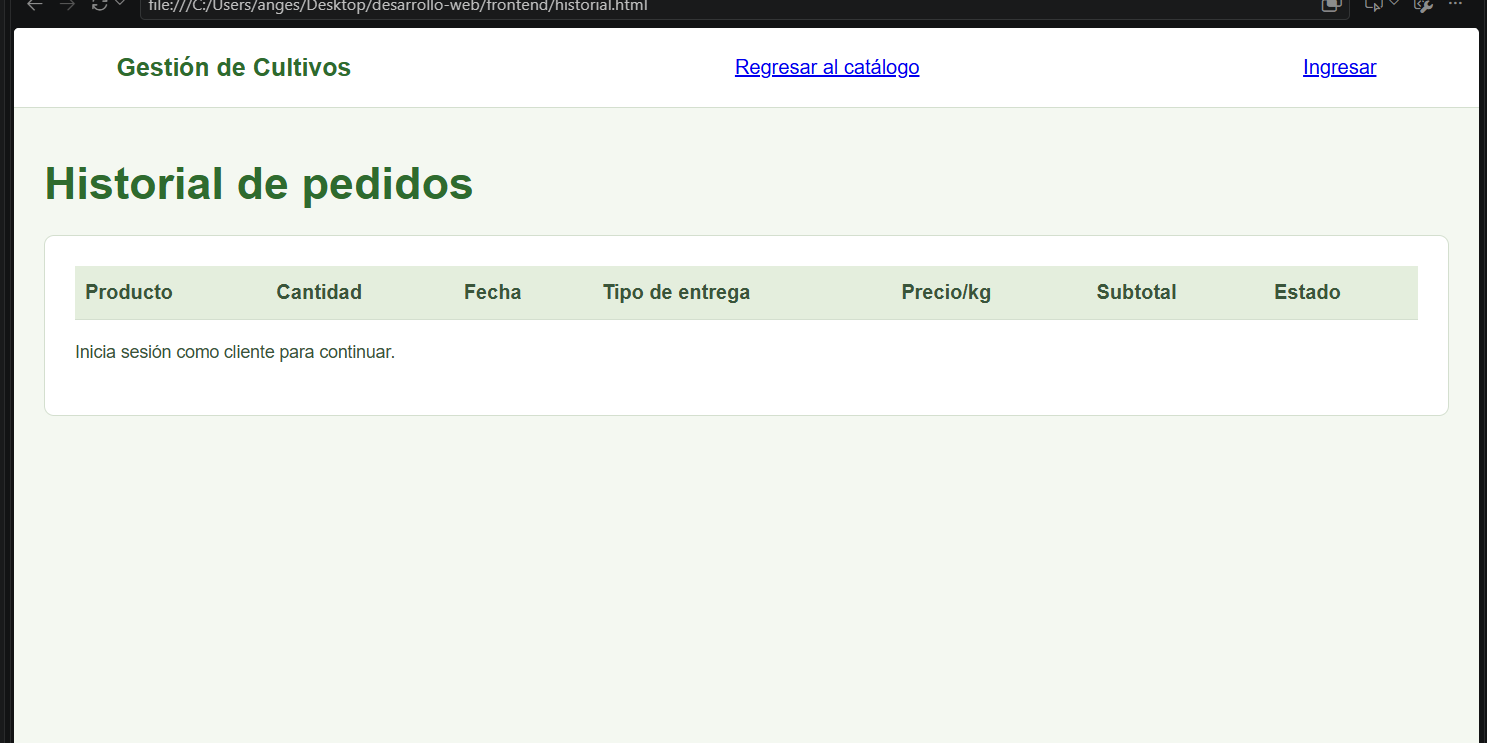 file:///C:/Users/anges/Desktop/desarrollo-web/frontend/historial.html
Gestión de Cultivos Regresar al catálogo Ingresar
Historial de pedidos
Producto Cantidad Fecha Tipo de entrega Precio/kg Subtotal Estado
Inicia sesión como cliente para continuar.